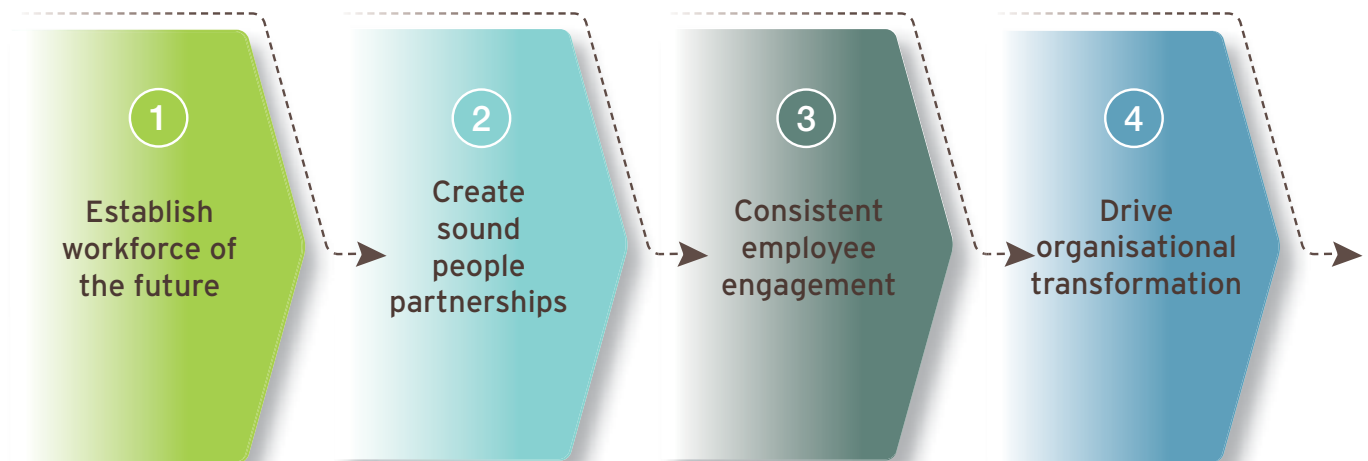 1
Establish
workforce of
the future
2
Create
sound
people
partnerships
3
Consistent
employee
engagement
4
Drive
organisational
transformation